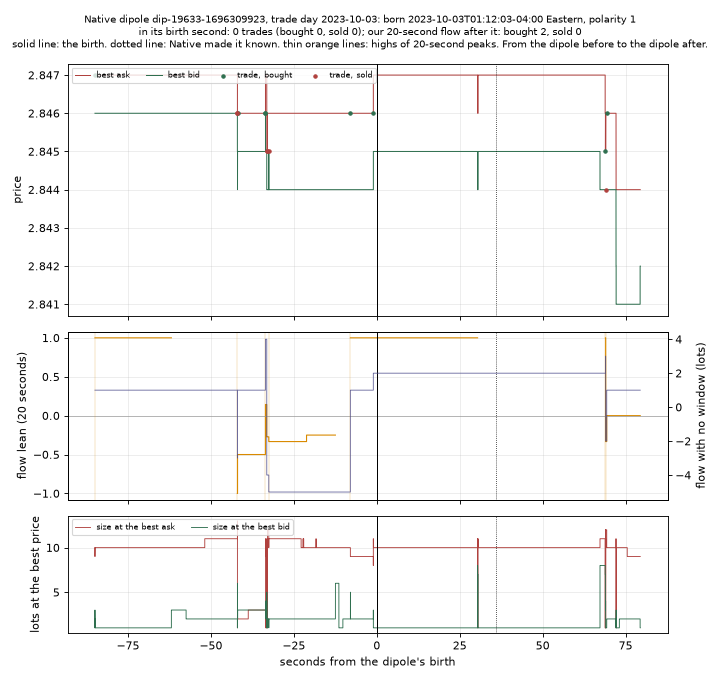 Native dipole dip-19633-1696309923, trade day 2023-10-03: born 2023-10-03T01:12:03-04:00 Eastern, polarity 1
in its birth second: 0 trades (bought 0, sold 0); our 20-second flow after it: bought 2, sold 0
solid line: the birth. dotted line: Native made it known. thin orange lines: highs of 20-second peaks. From the dipole before to the dipole after.
best ask best bid trade, bought trade, sold
2.847
2.846
2.845
2.844
2.843
2.842
2.841
price
1.0
0.5
0.0
−0.5
−1.0
flow lean (20 seconds)
4
2
0
−2
−4
flow with no window (lots)
size at the best ask size at the best bid
10
5
lots at the best price
−75 −50 −25 0 25 50 75
seconds from the dipole's birth